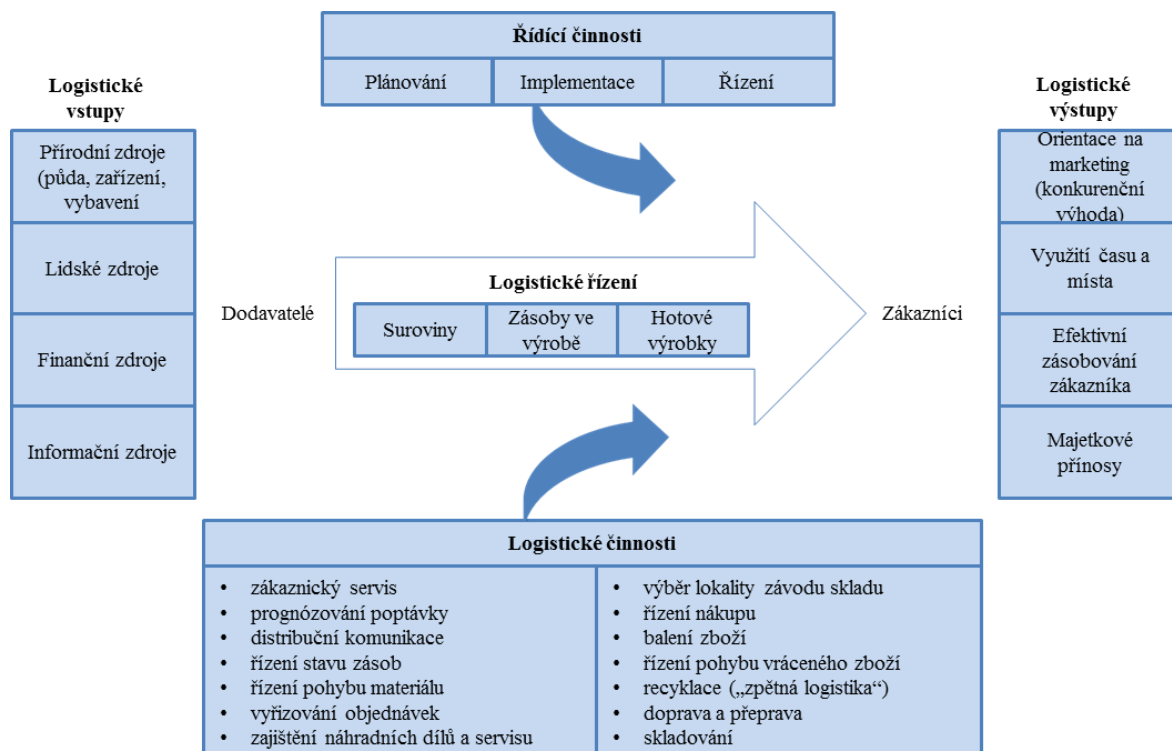 Řídící činnosti
Plánování
Implementace
Řízení
Logistické
vstupy
Přírodní zdroje
(půda, zařízení,
vybavení
Lidské zdroje
Finanční zdroje
Informační zdroje
Dodavatelé
Logistické řízení
Suroviny
Zásoby ve
výrobě
Hotové
výrobky
Zákazníci
Logistické
výstupy
Orientace na
marketing
(konkurenční
výhoda)
Využití času a
místa
Efektivní
zásobování
zákazníka
Majetkové
přínosy
Logistické činnosti
• zákaznický servis
• prognózování poptávky
• distribuční komunikace
• řízení stavu zásob
• řízení pohybu materiálu
• vyřizování objednávek
• zajištění náhradních dílů a servisu
• výběr lokality závodu skladu
• řízení nákupu
• balení zboží
• řízení pohybu vráceného zboží
• recyklace („zpětná logistika“)
• doprava a přeprava
• skladování